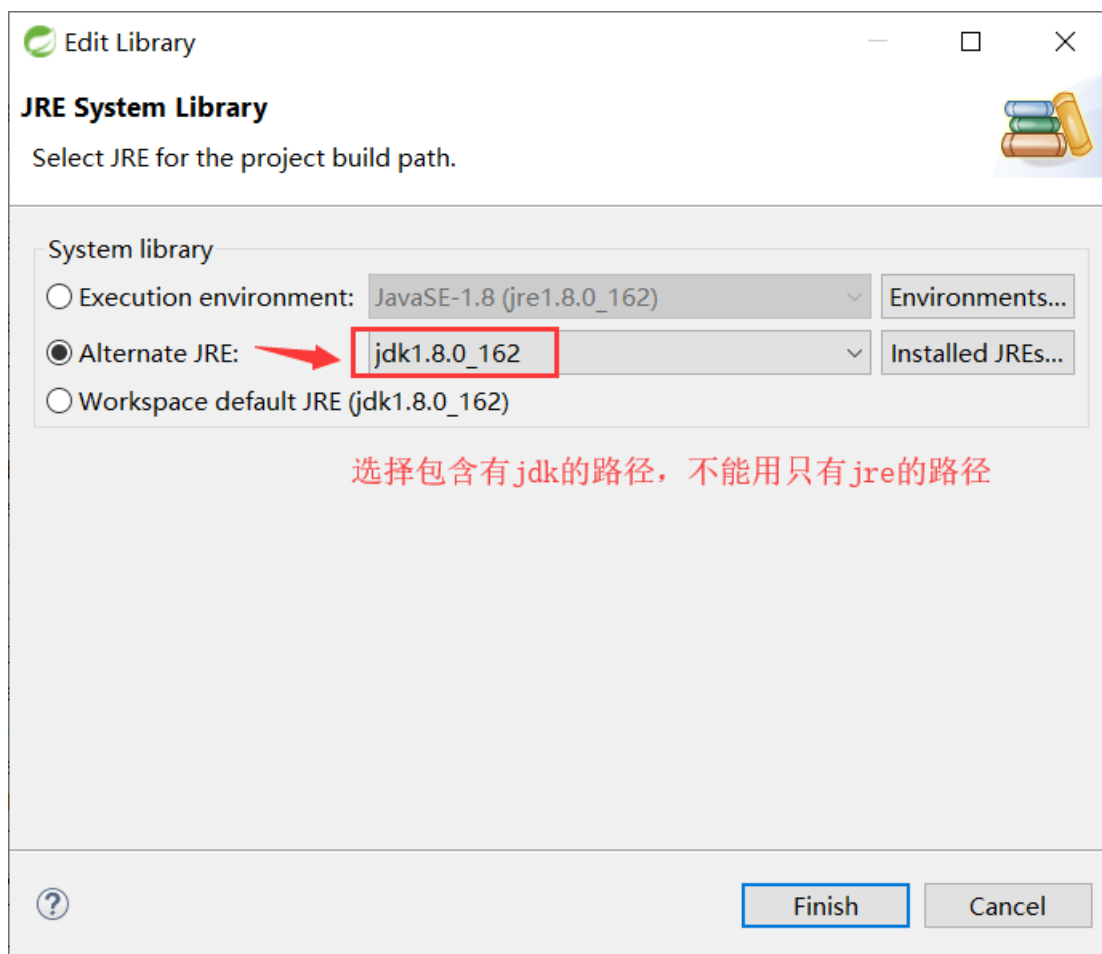 Edit Library
JRE System Library
Select JRE for the project build path.
System library
Execution environment: JavaSE-1.8 (jre1.8.0_162) Environments...
Alternate JRE: jdk1.8.0_162 Installed JREs...
Workspace default JRE (jdk1.8.0_162)
选择包含有jdk的路径，不能用只有jre的路径
? Finish Cancel